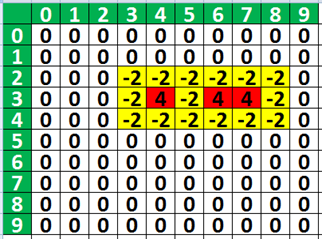 0 1 2 3 4 5 6 7 8 9
0 0 0 0 0 0 0 0 0 0 0
1 0 0 0 0 0 0 0 0 0 0
2 0 0 0 -2 -2 -2 -2 -2 -2 0
3 0 0 0 -2 4 -2 4 4 -2 0
4 0 0 0 -2 -2 -2 -2 -2 -2 0
5 0 0 0 0 0 0 0 0 0 0
6 0 0 0 0 0 0 0 0 0 0
7 0 0 0 0 0 0 0 0 0 0
8 0 0 0 0 0 0 0 0 0 0
9 0 0 0 0 0 0 0 0 0 0